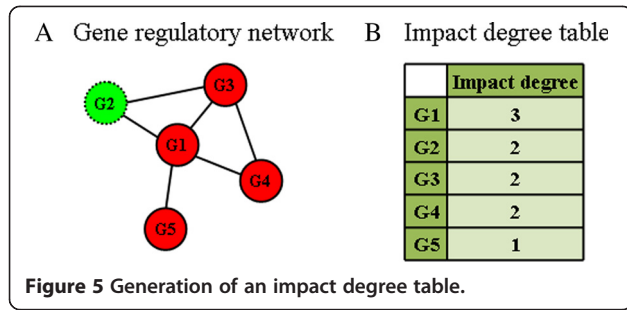 A Gene regulatory network
G2
G3
G1
G4
G5
B Impact degree table
Impact degree
G1 3
G2 2
G3 2
G4 2
G5 1
Figure 5 Generation of an impact degree table.